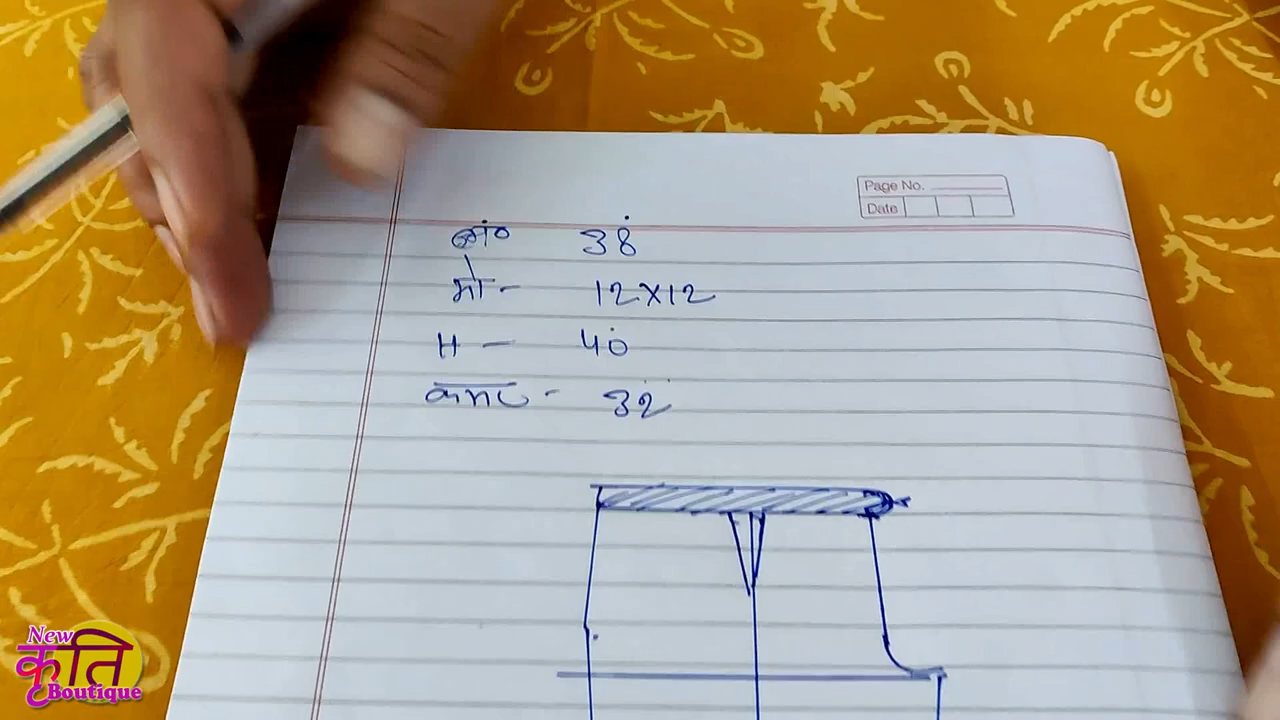 Page No.
Date
लं० 38
मो- 12x12
H - 40
कमर - 32
New
कृति
Boutique